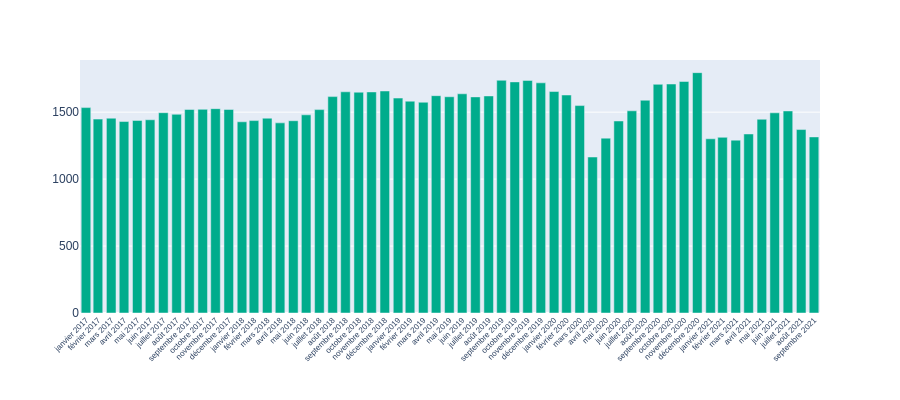 1500
1000
500
0
janvier 2017
février 2017
mars 2017
avril 2017
mai 2017
juin 2017
juillet 2017
août 2017
septembre 2017
octobre 2017
novembre 2017
décembre 2017
janvier 2018
février 2018
mars 2018
avril 2018
mai 2018
juin 2018
juillet 2018
août 2018
septembre 2018
octobre 2018
novembre 2018
décembre 2018
janvier 2019
février 2019
mars 2019
avril 2019
mai 2019
juin 2019
juillet 2019
août 2019
septembre 2019
octobre 2019
novembre 2019
décembre 2019
janvier 2020
février 2020
mars 2020
avril 2020
mai 2020
juin 2020
juillet 2020
août 2020
septembre 2020
octobre 2020
novembre 2020
décembre 2020
janvier 2021
février 2021
mars 2021
avril 2021
mai 2021
juin 2021
juillet 2021
août 2021
septembre 2021